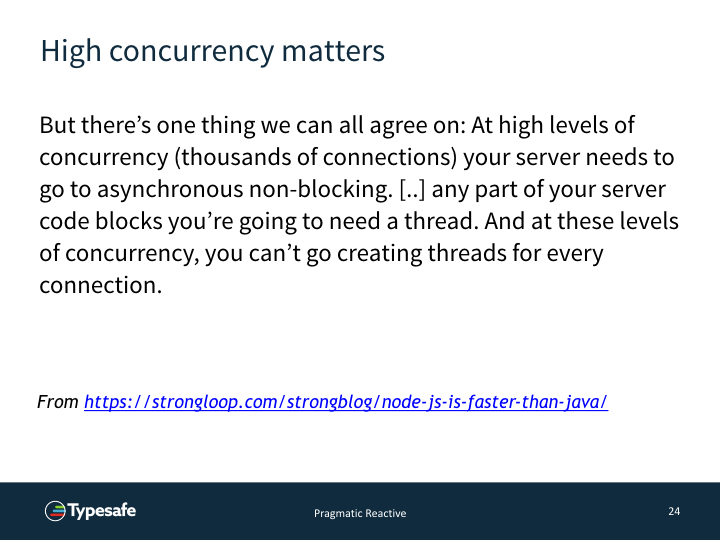 High concurrency matters
But there’s one thing we can all agree on: At high levels of
concurrency (thousands of connections) your server needs to
go to asynchronous non-blocking. [..] any part of your server
code blocks you’re going to need a thread. And at these levels
of concurrency, you can’t go creating threads for every
connection.
From https://strongloop.com/strongblog/node-js-is-faster-than-java/
Typesafe
Pragmatic Reactive
24